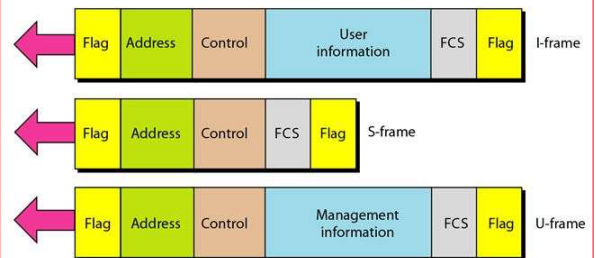 Flag Address Control User information FCS Flag I-frame
Flag Address Control FCS Flag S-frame
Flag Address Control Management information FCS Flag U-frame